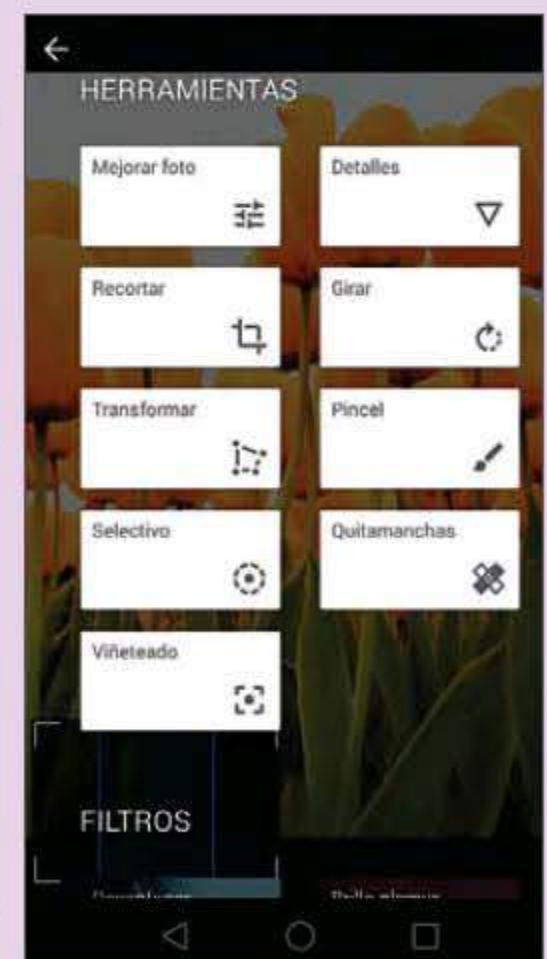 HERRAMIENTAS
Mejorar foto
Detalles
Recortar
Girar
Transformar
Pincel
Selectivo
Quitamanchas
Viñeteado
FILTROS